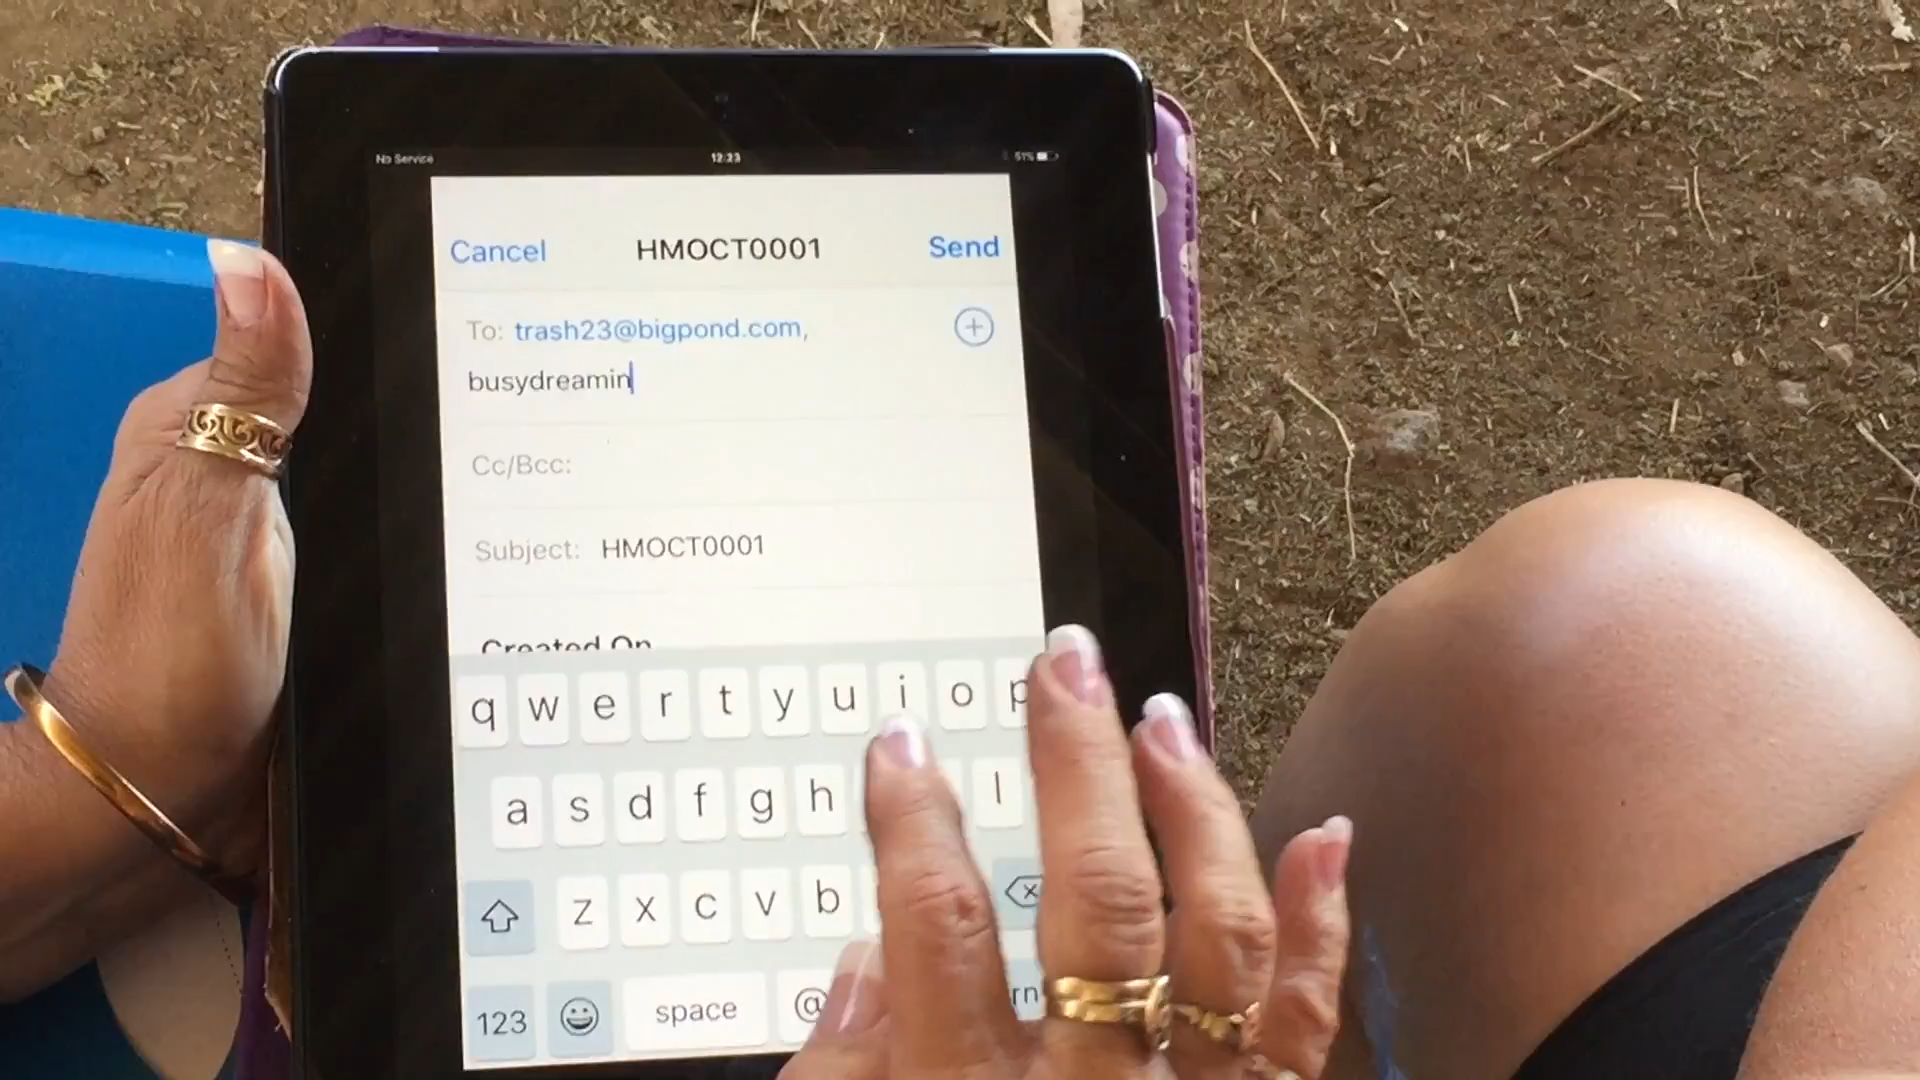 No Service 12:23 51%
Cancel HMOCT0001 Send
To: trash23@bigpond.com,
busydreamin
Cc/Bcc:
Subject: HMOCT0001
Created On
q w e r t y u i o p
a s d f g h l
z x c v b
123 space @